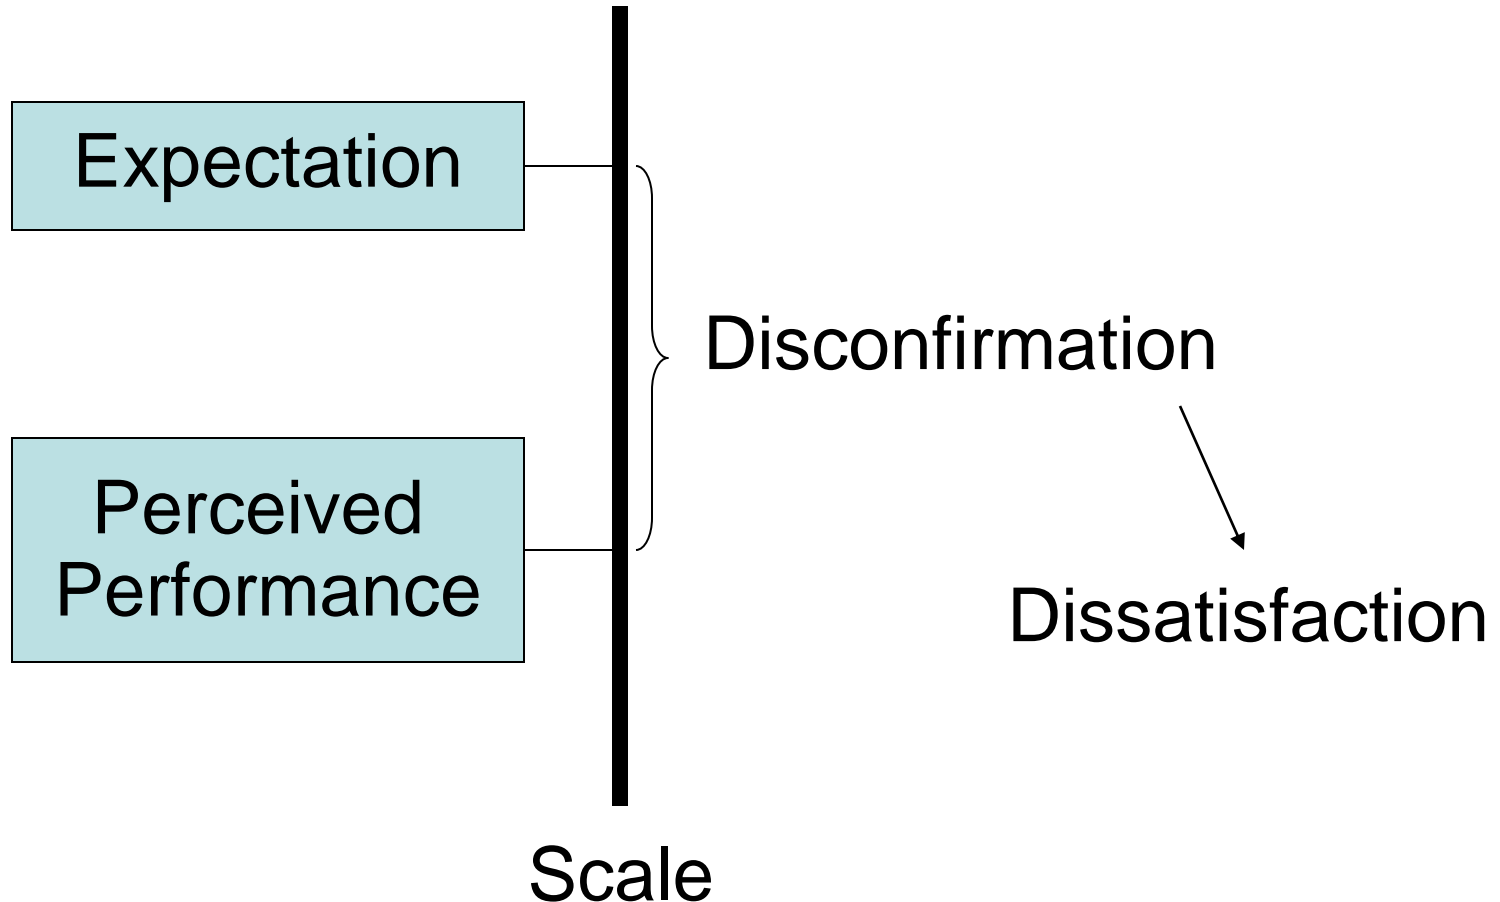 Expectation
Disconfirmation
Perceived
Performance
Dissatisfaction
Scale